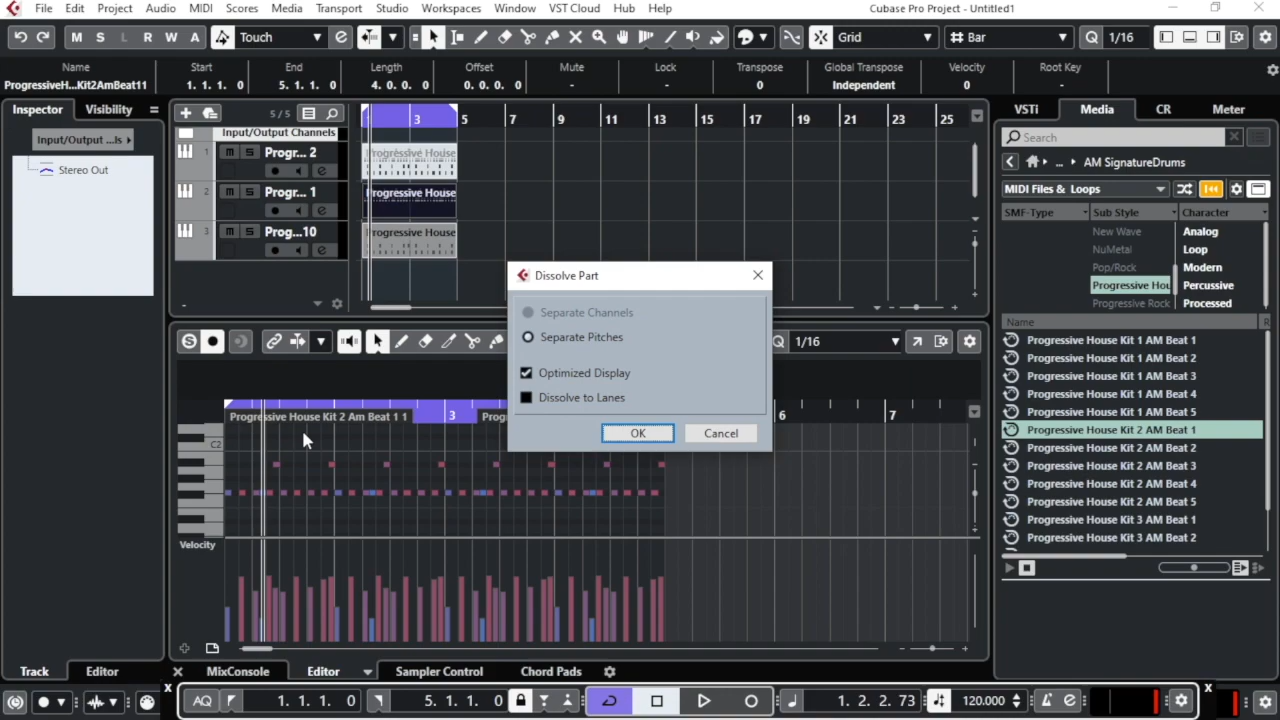 File Edit Project Audio MIDI Scores Media Transport Studio Workspaces Window VST Cloud Hub Help Cubase Pro Project - Untitled1
M S L R W A Touch Grid Bar Q 1/16
Name Start End Length Offset Mute Lock Transpose Global Transpose Velocity Root Key
ProgressiveH...Kit2AmBeat11 1. 1. 1. 0 5. 1. 1. 0 4. 0. 0. 0 0. 0. 0. 0 - - 0 Independent 0 -
Inspector Visibility
Input/Output ...ls
Stereo Out
5 / 5
Input/Output Channels
1 m S Progr... 2
2 m S Progr... 1
3 m S Prog...10
1 3 5 7 9 11 13 15 17 19 21 23 25
Progressive House
Progressive House
Progressive House
Dissolve Part
Separate Channels
Separate Pitches
Optimized Display
Dissolve to Lanes
OK Cancel
S Q 1/16
3 6 7
Progressive House Kit 2 Am Beat 1 1 Prog
C2
Velocity
VSTi Media CR Meter
Search
... AM SignatureDrums
MIDI Files & Loops
SMF-Type Sub Style Character
New Wave Analog
NuMetal Loop
Pop/Rock Modern
Progressive Hou Percussive
Progressive Rock Processed
Name R
Progressive House Kit 1 AM Beat 1
Progressive House Kit 1 AM Beat 2
Progressive House Kit 1 AM Beat 3
Progressive House Kit 1 AM Beat 4
Progressive House Kit 1 AM Beat 5
Progressive House Kit 2 AM Beat 1
Progressive House Kit 2 AM Beat 2
Progressive House Kit 2 AM Beat 3
Progressive House Kit 2 AM Beat 4
Progressive House Kit 2 AM Beat 5
Progressive House Kit 3 AM Beat 1
Progressive House Kit 3 AM Beat 2
Track Editor MixConsole Editor Sampler Control Chord Pads
AQ 1. 1. 1. 0 5. 1. 1. 0 1. 2. 2. 73 120.000